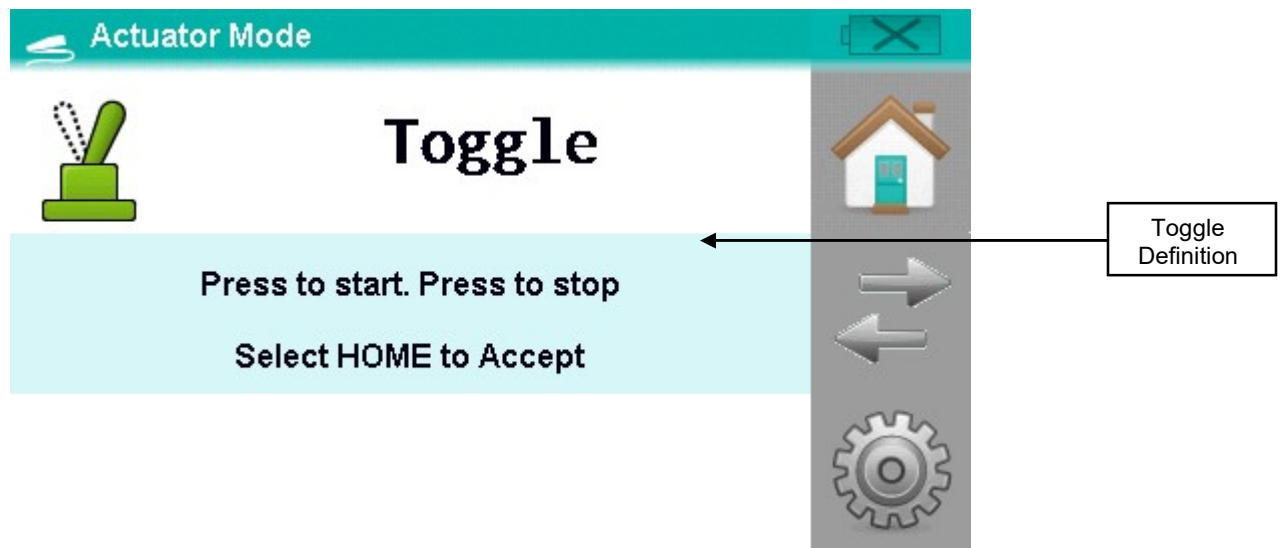 Actuator Mode
Toggle
Toggle
Definition
Press to start. Press to stop
Select HOME to Accept